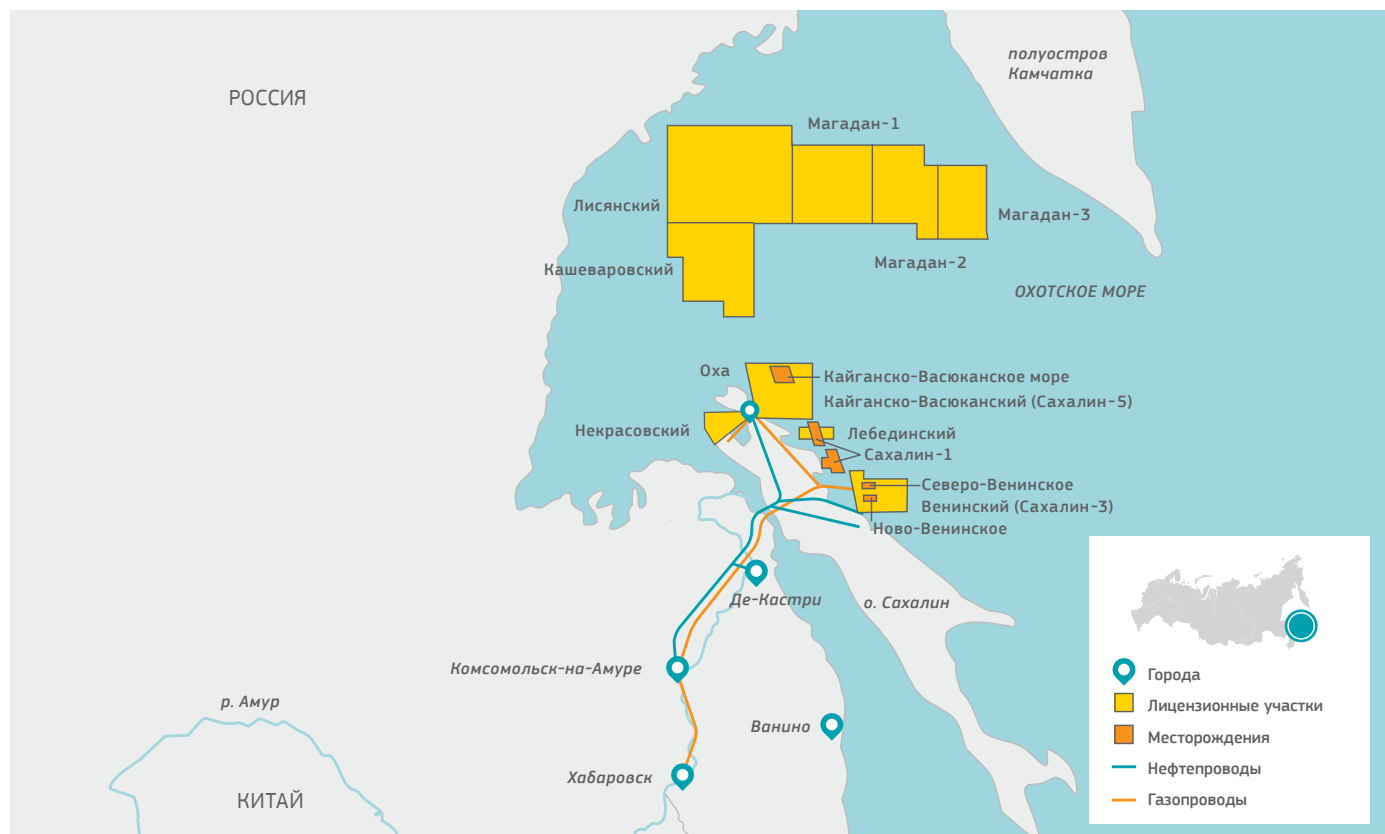 полуостров
Камчатка
РОССИЯ
Магадан-1
Лисянский
Магадан-3
Магадан-2
Кашеваровский
ОХОТСКОЕ МОРЕ
Оха
Кайганско-Васюканское море
Кайганско-Васюканский (Сахалин-5)
Некрасовский
Лебединский
Сахалин-1
Северо-Венинское
Венинский (Сахалин-3)
Ново-Венинское
Де-Кастри
о. Сахалин
Комсомольск-на-Амуре
р. Амур
Ванино
Хабаровск
КИТАЙ
Города
Лицензионные участки
Месторождения
Нефтепроводы
Газопроводы